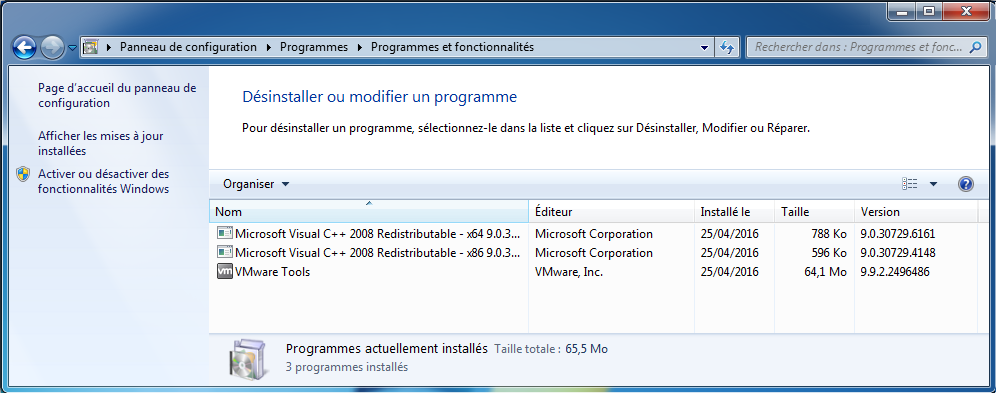 Panneau de configuration Programmes Programmes et fonctionnalités Rechercher dans : Programmes et fonc...
Page d'accueil du panneau de
configuration
Afficher les mises à jour
installées
Activer ou désactiver des
fonctionnalités Windows
Désinstaller ou modifier un programme
Pour désinstaller un programme, sélectionnez-le dans la liste et cliquez sur Désinstaller, Modifier ou Réparer.
Organiser
Nom Éditeur Installé le Taille Version
Microsoft Visual C++ 2008 Redistributable - x64 9.0.3... Microsoft Corporation 25/04/2016 788 Ko 9.0.30729.6161
Microsoft Visual C++ 2008 Redistributable - x86 9.0.3... Microsoft Corporation 25/04/2016 596 Ko 9.0.30729.4148
vm VMware Tools VMware, Inc. 25/04/2016 64,1 Mo 9.9.2.2496486
Programmes actuellement installés Taille totale : 65,5 Mo
3 programmes installés